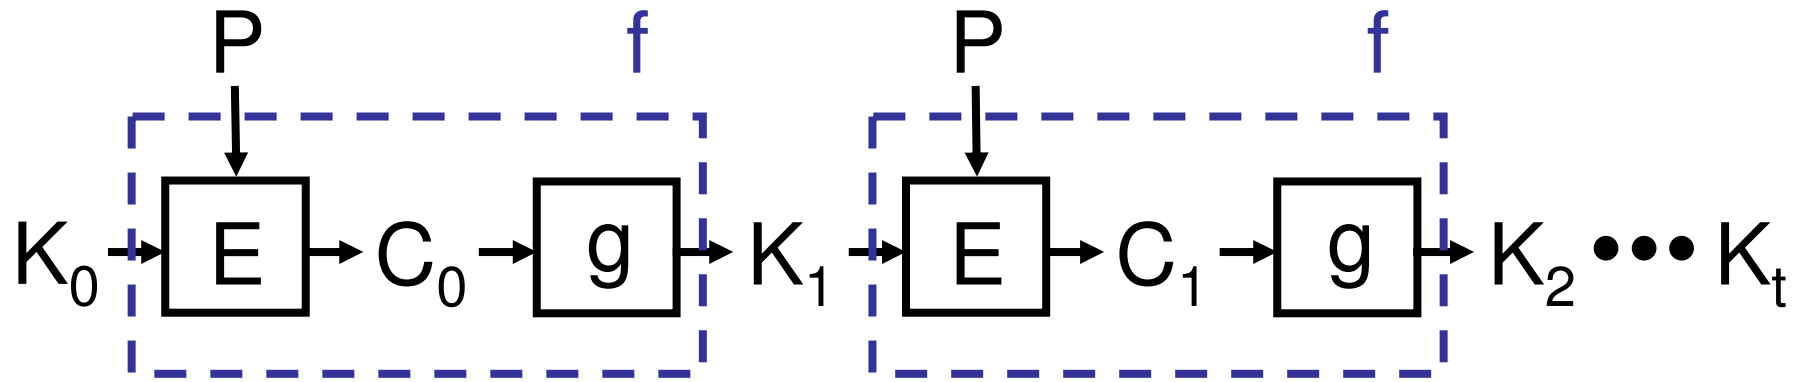 P f P f
K₀ E C₀ g K₁ E C₁ g K₂ ••• Kₜ